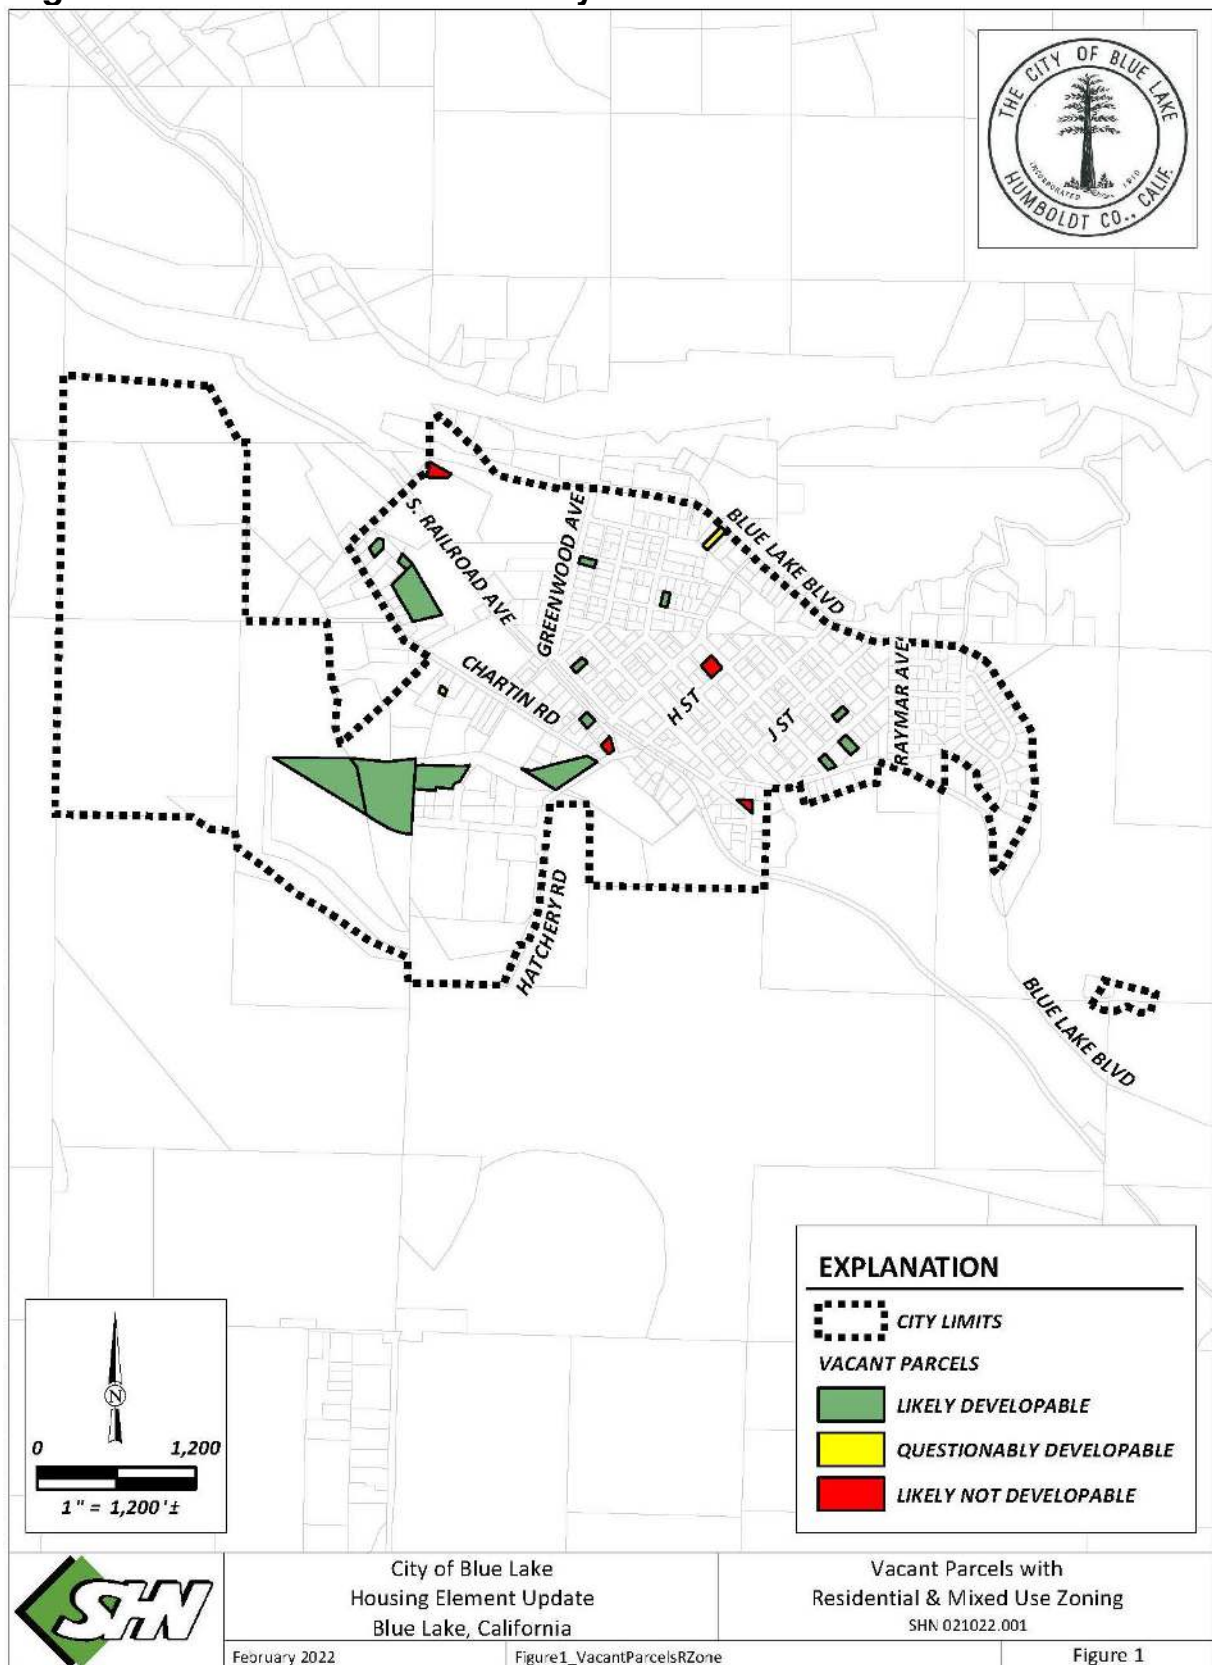 THE CITY OF BLUE LAKE
INCORPORATED 1910
HUMBOLDT CO., CALIF.
S. RAILROAD AVE
GREENWOOD AVE
BLUE LAKE BLVD
CHARTIN RD
H ST
J ST
RAYMAR AVE
HATCHERY RD
BLUE LAKE BLVD
EXPLANATION
CITY LIMITS
VACANT PARCELS
LIKELY DEVELOPABLE
QUESTIONABLY DEVELOPABLE
LIKELY NOT DEVELOPABLE
N
0 1,200
1 " = 1,200 '±
SHN
City of Blue Lake
Housing Element Update
Blue Lake, California
Vacant Parcels with
Residential & Mixed Use Zoning
SHN 021022.001
February 2022
Figure1_VacantParcelsRZone
Figure 1